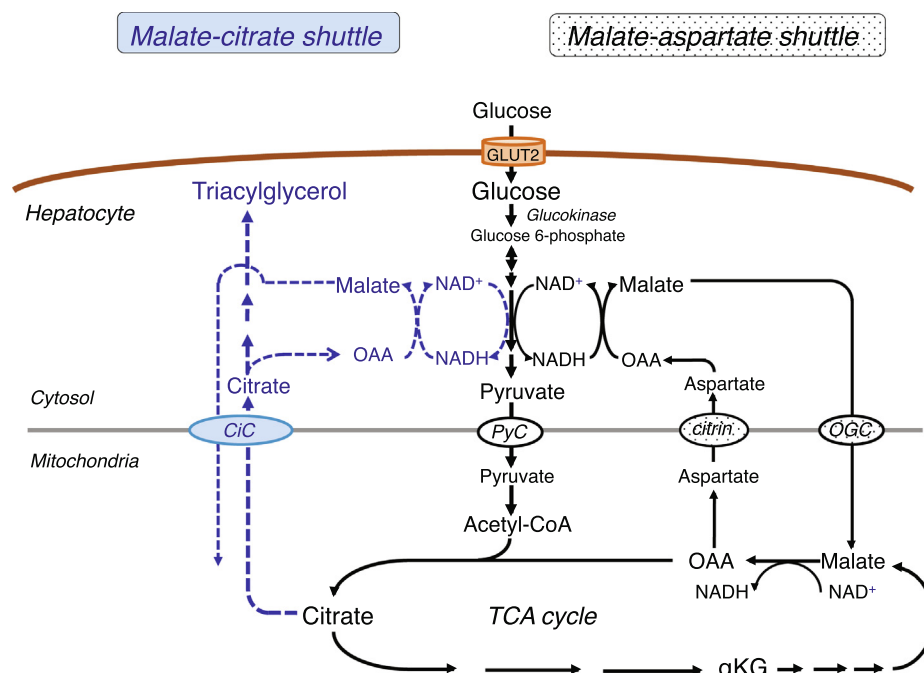 Malate-citrate shuttle
Malate-aspartate shuttle
Glucose
GLUT2
Triacylglycerol
Glucose
Hepatocyte
Glucokinase
Glucose 6-phosphate
Malate
NAD+
NAD+
Malate
OAA
NADH
NADH
OAA
Citrate
Pyruvate
Aspartate
Cytosol
CiC
PyC
citrin
OGC
Mitochondria
Pyruvate
Aspartate
Acetyl-CoA
OAA
Malate
NADH
NAD+
Citrate
TCA cycle
αKG